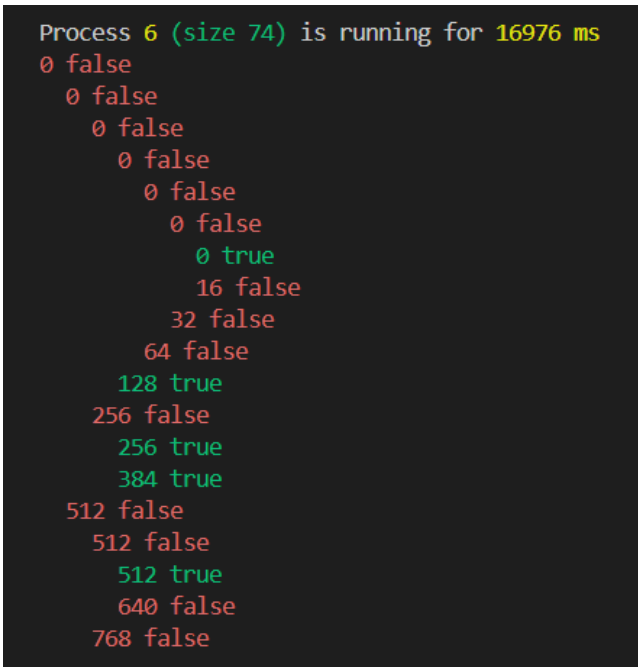 Process 6 (size 74) is running for 16976 ms
0 false
0 false
0 false
0 false
0 false
0 false
0 true
16 false
32 false
64 false
128 true
256 false
256 true
384 true
512 false
512 false
512 true
640 false
768 false